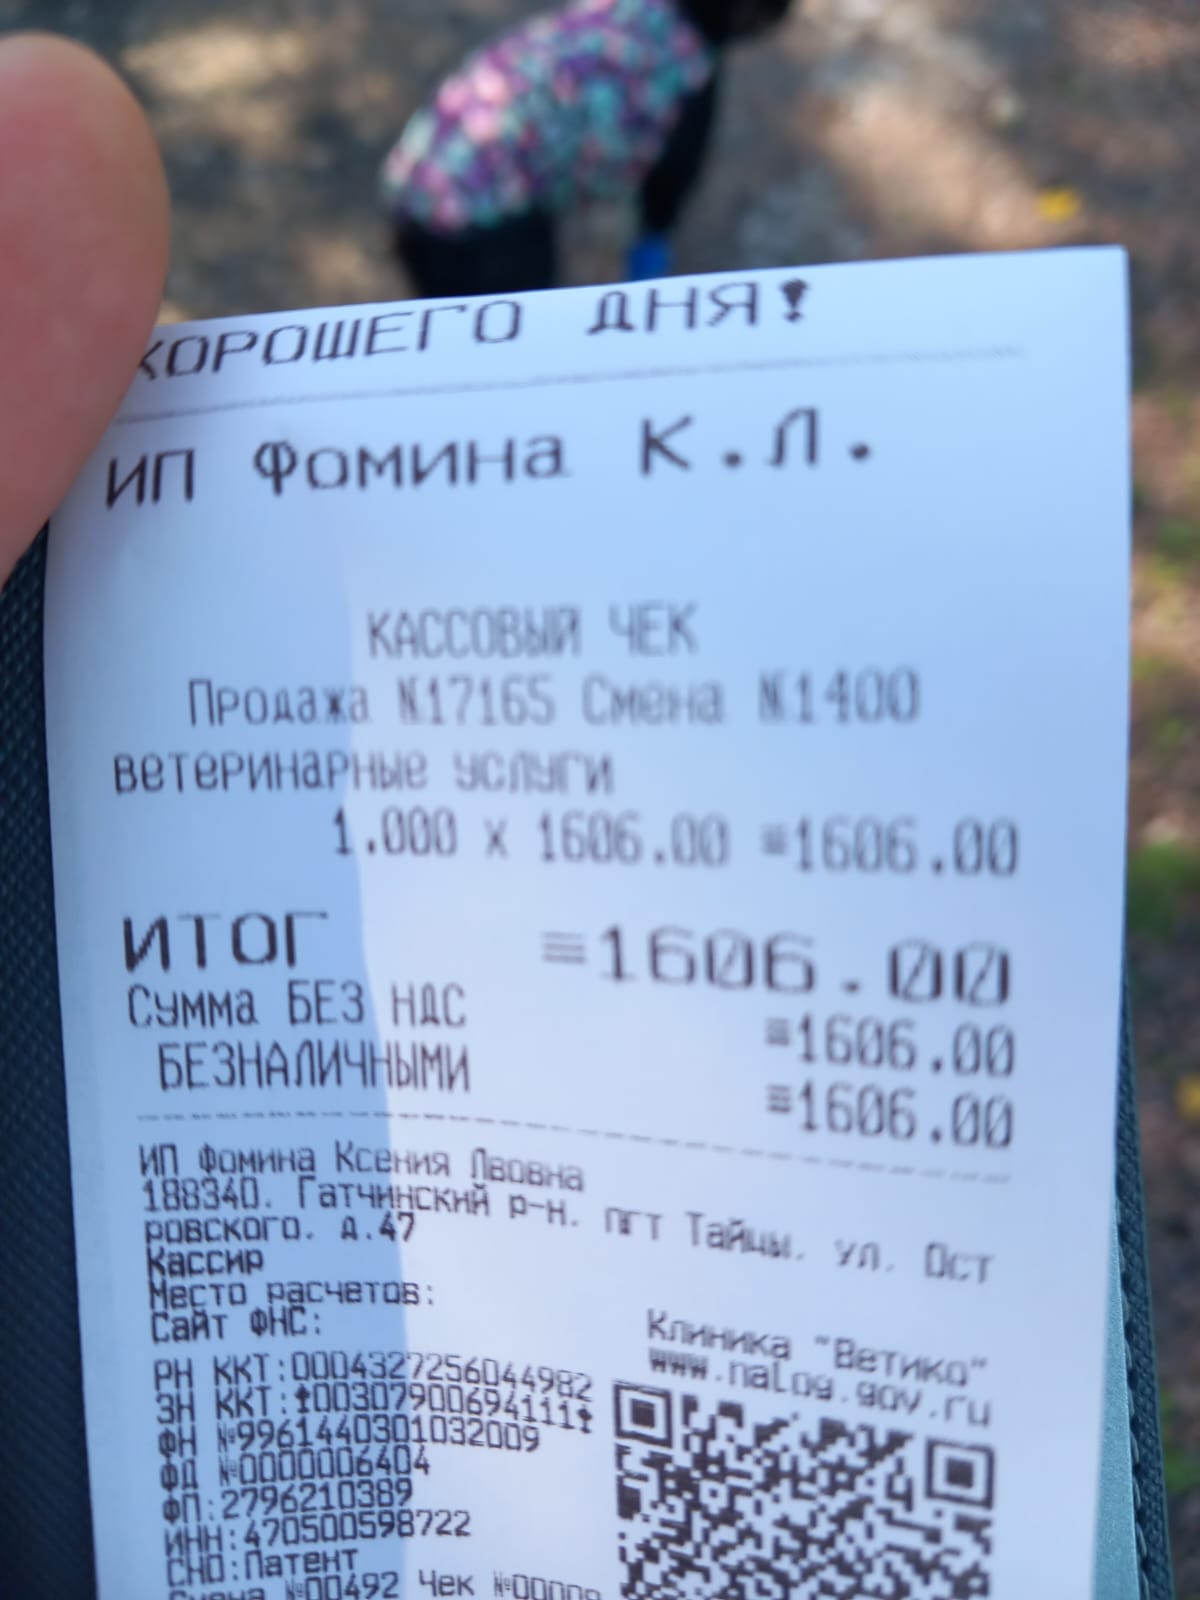 ХОРОШЕГО ДНЯ!
ИП Фомина К.Л.
КАССОВЫЙ ЧЕК
Продажа №17165 Смена №1400
ветеринарные услуги
1.000 x 1606.00 =1606.00
ИТОГ =1606.00
Сумма БЕЗ НДС =1606.00
БЕЗНАЛИЧНЫМИ =1606.00
ИП Фомина Ксения Львовна
188340. Гатчинский р-н. пгт Тайцы. ул. Ост
ровского. д.47
Кассир
Место расчетов: Клиника "Ветико"
Сайт ФНС: www.nalog.gov.ru
РН ККТ:0004327256044982
ЗН ККТ:00307900694111
ФН №9961440301032009
ФД №0000006404
ФП:2796210389
ИНН:470500598722
СНО:Патент
Смена №00492 Чек